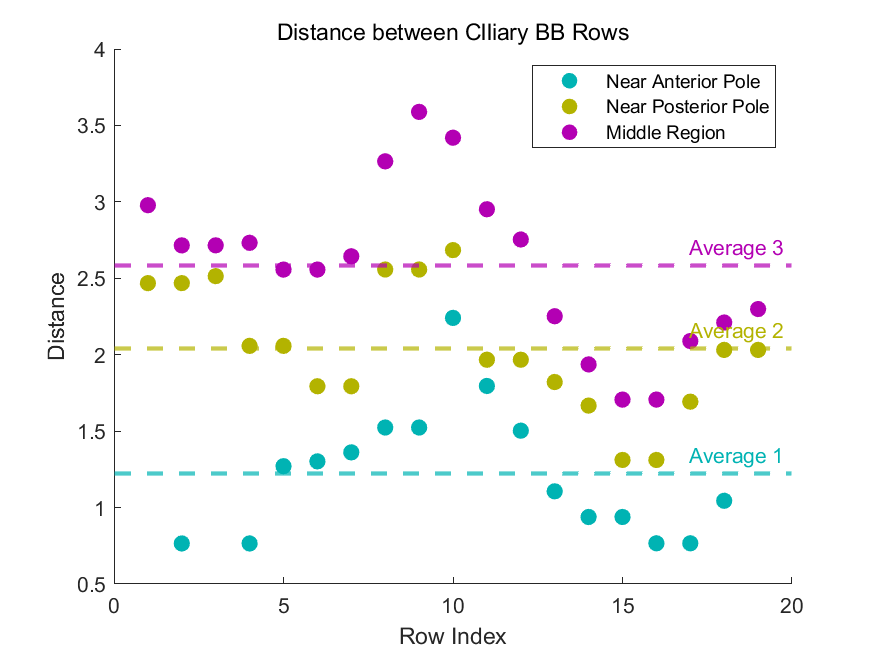 Distance between CIliary BB Rows
4
3.5
3
2.5
2
1.5
1
0.5
Distance
Near Anterior Pole
Near Posterior Pole
Middle Region
Average 3
Average 2
Average 1
0 5 10 15 20
Row Index